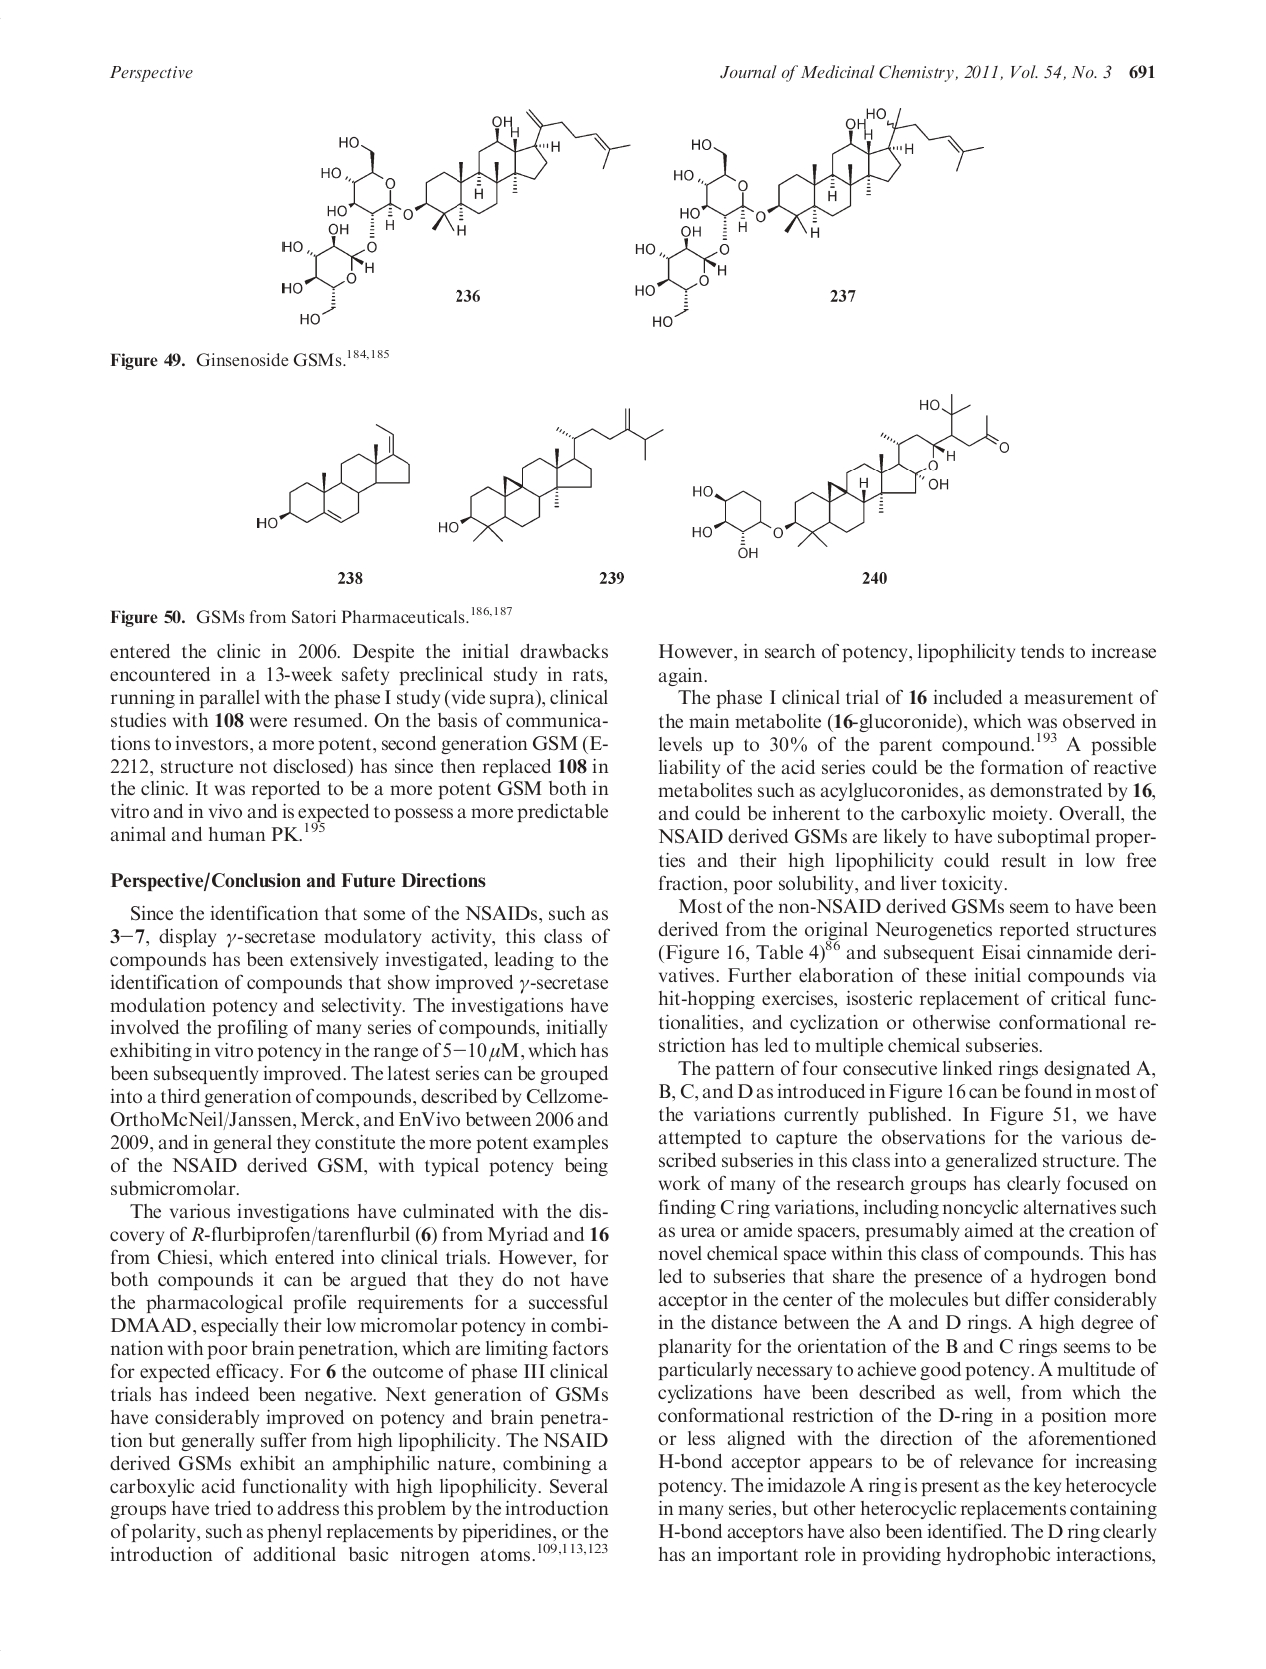 Perspective
Journal of Medicinal Chemistry, 2011, Vol. 54, No. 3 691
OH
H
H
HO
HO
O
HO
H
O
H
H
OH
HO
O
H
O
HO
HO
236
HO
OH
H
H
HO
HO
O
HO
H
O
H
H
OH
HO
O
H
O
HO
HO
237
Figure 49. Ginsenoside GSMs.184,185
HO
238
HO
239
HO
O
H
O
OH
H
HO
HO
O
OH
240
Figure 50. GSMs from Satori Pharmaceuticals.186,187
entered the clinic in 2006. Despite the initial drawbacks
encountered in a 13-week safety preclinical study in rats,
running in parallel with the phase I study (vide supra), clinical
studies with 108 were resumed. On the basis of communica-
tions to investors, a more potent, second generation GSM (E-
2212, structure not disclosed) has since then replaced 108 in
the clinic. It was reported to be a more potent GSM both in
vitro and in vivo and is expected to possess a more predictable
animal and human PK.195
Perspective/Conclusion and Future Directions
Since the identification that some of the NSAIDs, such as
3−7, display γ-secretase modulatory activity, this class of
compounds has been extensively investigated, leading to the
identification of compounds that show improved γ-secretase
modulation potency and selectivity. The investigations have
involved the profiling of many series of compounds, initially
exhibiting in vitro potency in the range of 5−10 μM, which has
been subsequently improved. The latest series can be grouped
into a third generation of compounds, described by Cellzome-
OrthoMcNeil/Janssen, Merck, and EnVivo between 2006 and
2009, and in general they constitute the more potent examples
of the NSAID derived GSM, with typical potency being
submicromolar.
The various investigations have culminated with the dis-
covery of R-flurbiprofen/tarenflurbil (6) from Myriad and 16
from Chiesi, which entered into clinical trials. However, for
both compounds it can be argued that they do not have
the pharmacological profile requirements for a successful
DMAAD, especially their low micromolar potency in combi-
nation with poor brain penetration, which are limiting factors
for expected efficacy. For 6 the outcome of phase III clinical
trials has indeed been negative. Next generation of GSMs
have considerably improved on potency and brain penetra-
tion but generally suffer from high lipophilicity. The NSAID
derived GSMs exhibit an amphiphilic nature, combining a
carboxylic acid functionality with high lipophilicity. Several
groups have tried to address this problem by the introduction
of polarity, such as phenyl replacements by piperidines, or the
introduction of additional basic nitrogen atoms.109,113,123
However, in search of potency, lipophilicity tends to increase
again.
The phase I clinical trial of 16 included a measurement of
the main metabolite (16-glucoronide), which was observed in
levels up to 30% of the parent compound.193 A possible
liability of the acid series could be the formation of reactive
metabolites such as acylglucoronides, as demonstrated by 16,
and could be inherent to the carboxylic moiety. Overall, the
NSAID derived GSMs are likely to have suboptimal proper-
ties and their high lipophilicity could result in low free
fraction, poor solubility, and liver toxicity.
Most of the non-NSAID derived GSMs seem to have been
derived from the original Neurogenetics reported structures
(Figure 16, Table 4)86 and subsequent Eisai cinnamide deri-
vatives. Further elaboration of these initial compounds via
hit-hopping exercises, isosteric replacement of critical func-
tionalities, and cyclization or otherwise conformational re-
striction has led to multiple chemical subseries.
The pattern of four consecutive linked rings designated A,
B, C, and D as introduced in Figure 16 can be found in most of
the variations currently published. In Figure 51, we have
attempted to capture the observations for the various de-
scribed subseries in this class into a generalized structure. The
work of many of the research groups has clearly focused on
finding C ring variations, including noncyclic alternatives such
as urea or amide spacers, presumably aimed at the creation of
novel chemical space within this class of compounds. This has
led to subseries that share the presence of a hydrogen bond
acceptor in the center of the molecules but differ considerably
in the distance between the A and D rings. A high degree of
planarity for the orientation of the B and C rings seems to be
particularly necessary to achieve good potency. A multitude of
cyclizations have been described as well, from which the
conformational restriction of the D-ring in a position more
or less aligned with the direction of the aforementioned
H-bond acceptor appears to be of relevance for increasing
potency. The imidazole A ring is present as the key heterocycle
in many series, but other heterocyclic replacements containing
H-bond acceptors have also been identified. The D ring clearly
has an important role in providing hydrophobic interactions,